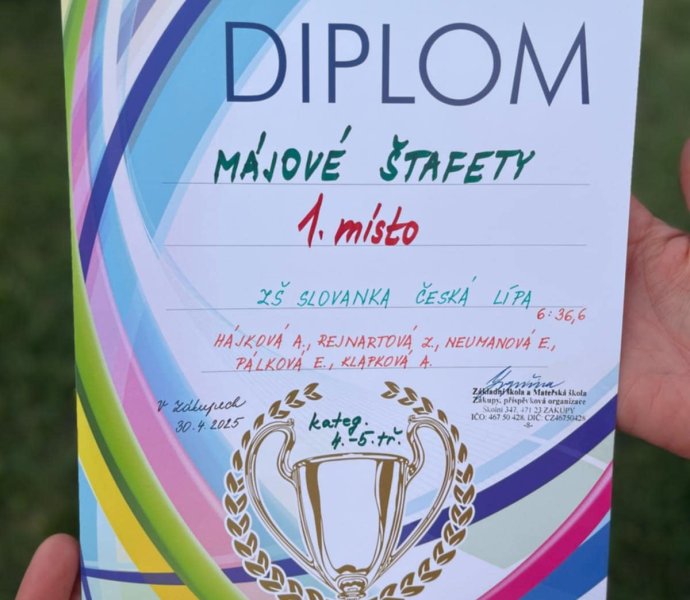 DIPLOM
MÁJOVÉ ŠTAFETY
1. místo
ZŠ SLOVANKA ČESKÁ LÍPA
6:36,6
HÁJKOVÁ A., REJNARTOVÁ Z., NEUMANOVÁ E.,
PÁLKOVÁ E., KLAPKOVÁ A.
V Zákupech
30.4.2025
kateg.
4.-5.tř.
Základní škola a Mateřská škola
Zákupy, příspěvková organizace
Školní 347, 471 23 ZÁKUPY
IČO: 467 50 428, DIČ: CZ46750428
-8-